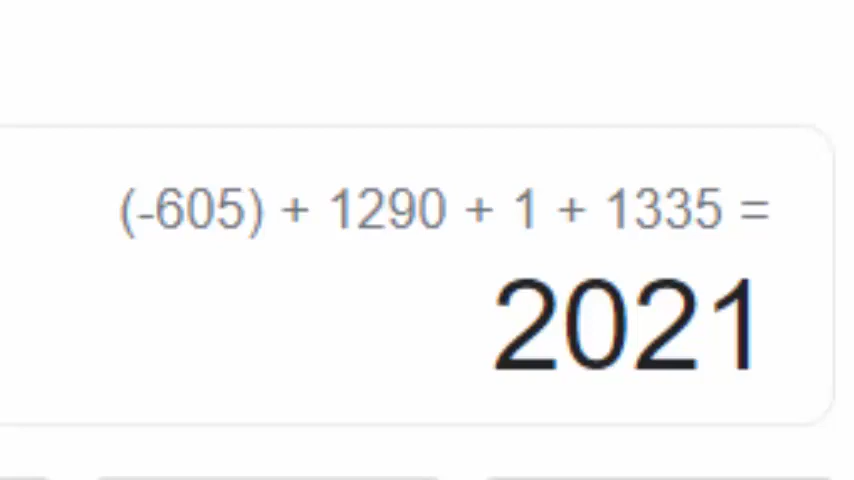 (-605) + 1290 + 1 + 1335 =
2021